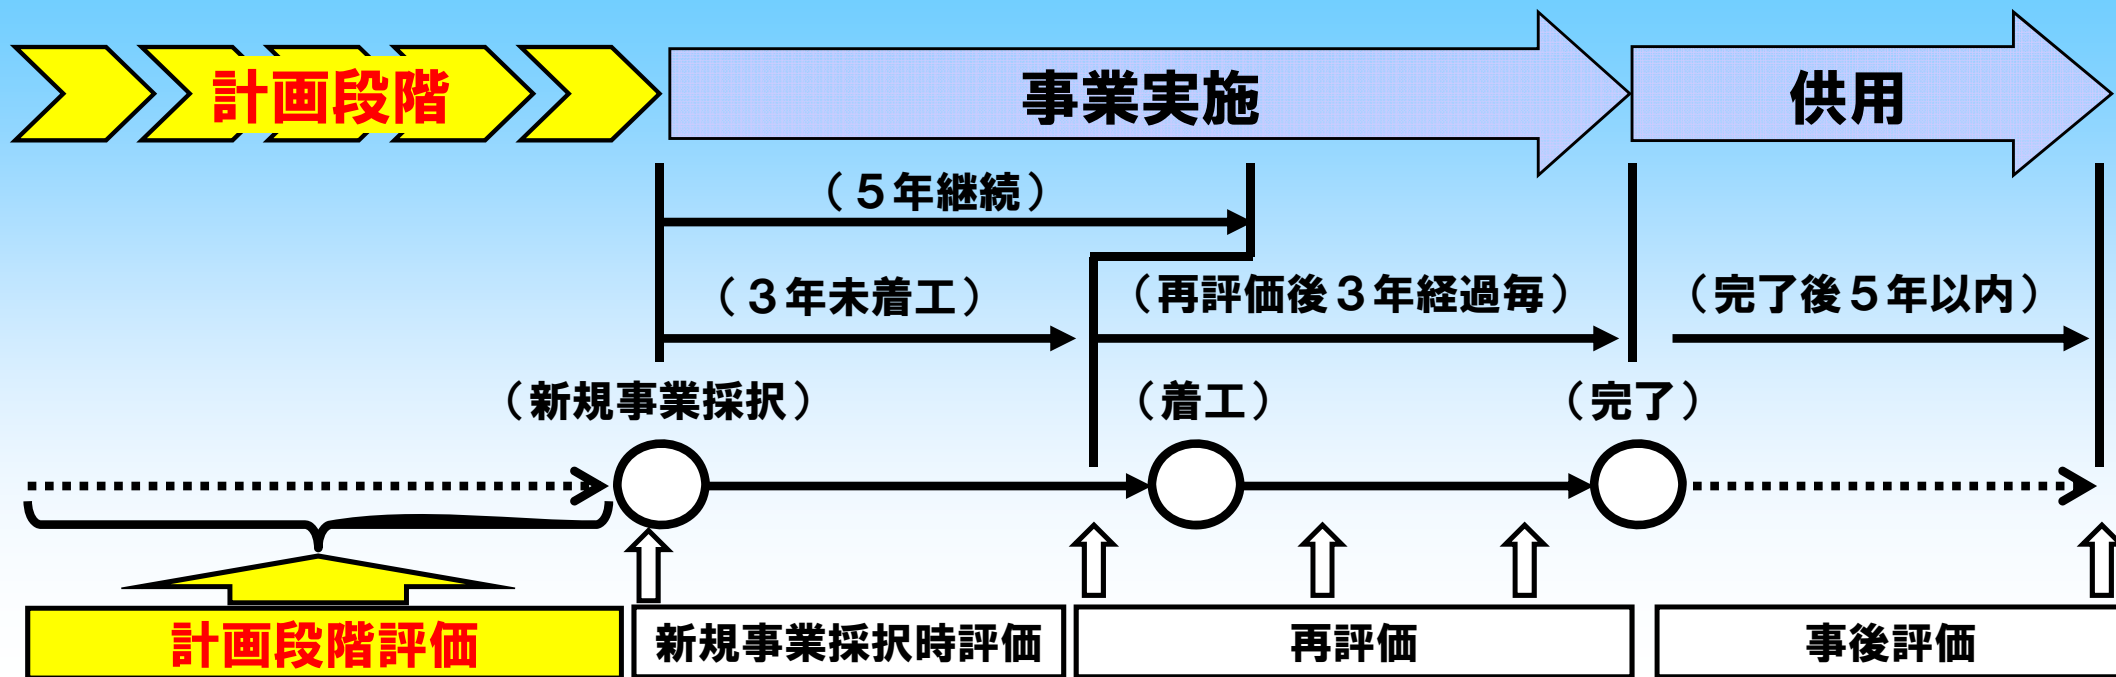 計画段階
事業実施
供用
（５年継続）
（３年未着工）
（再評価後３年経過毎）
（完了後５年以内）
（新規事業採択）
（着工）
（完了）
計画段階評価
新規事業採択時評価
再評価
事後評価